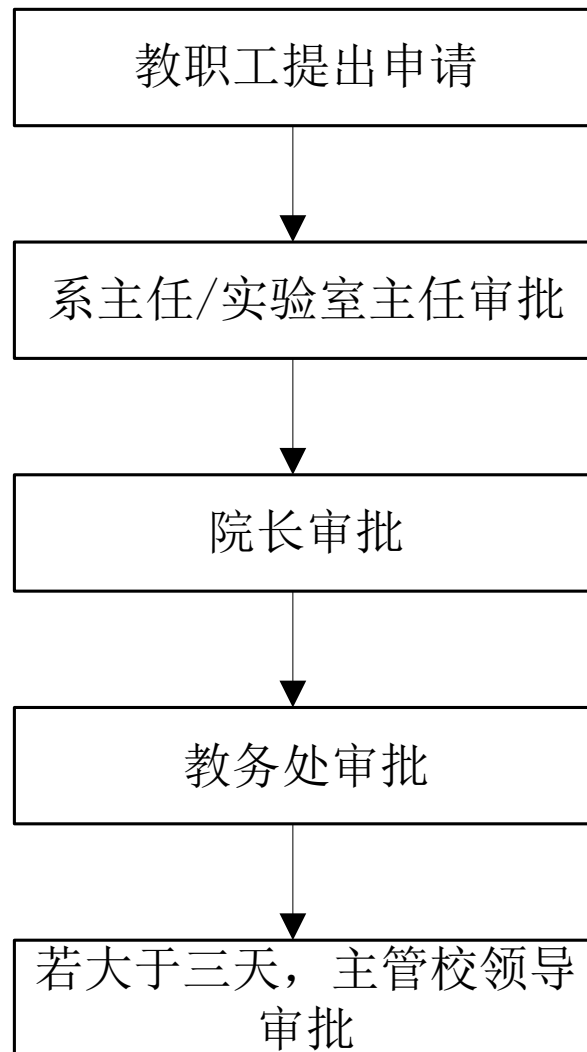 教职工提出申请
系主任/实验室主任审批
院长审批
教务处审批
若大于三天，主管校领导
审批